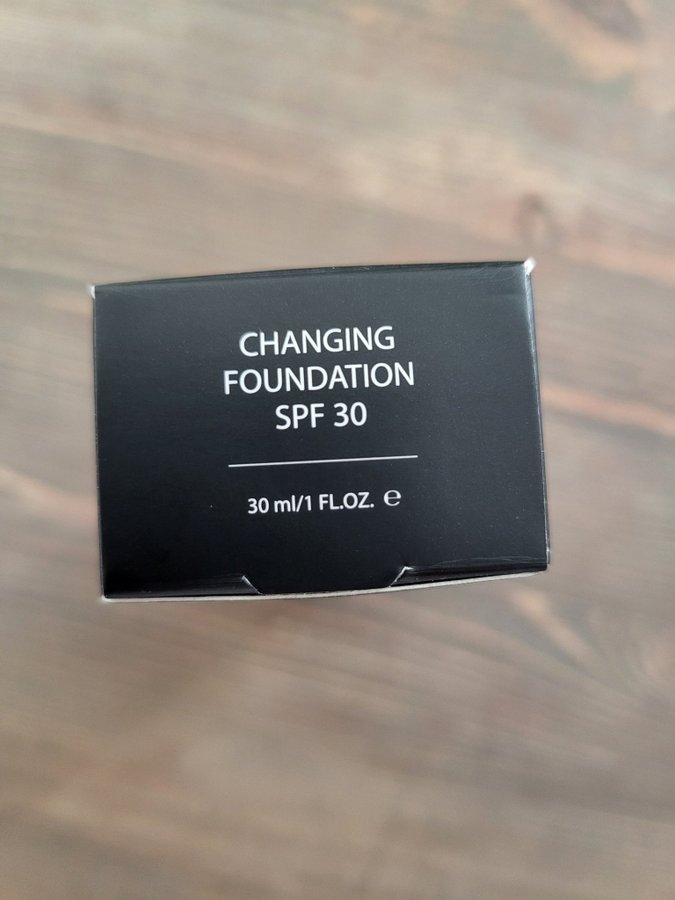 CHANGING
FOUNDATION
SPF 30
30 ml/1 FL.OZ. ℮